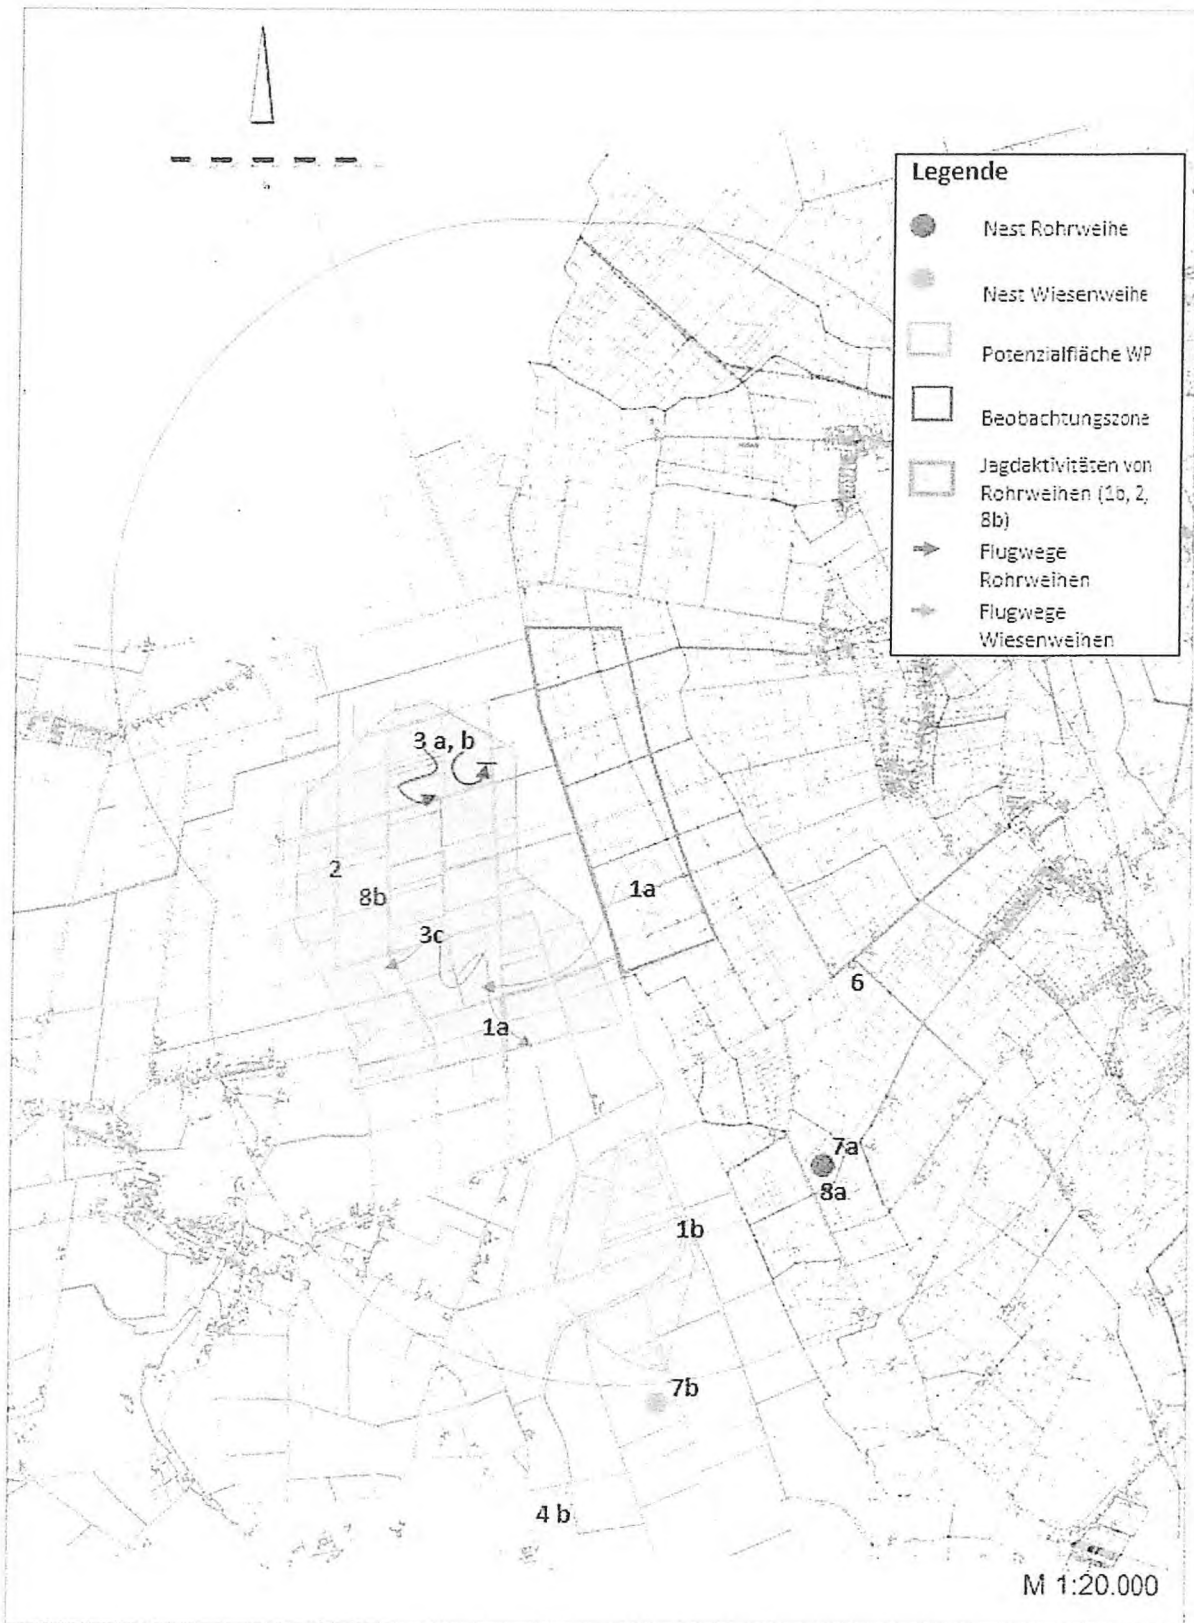 Legende
Nest Rohrweihe
Nest Wiesenweihe
Potenzialfläche WP
Beobachtungszone
Jagdaktivitäten von
Rohrweihen (1b, 2,
8b)
Flugwege
Rohrweihen
Flugwege
Wiesenweihen
3 a, b
2
8b
1a
3c
6
1a
7a
8a
1b
7b
4 b
M 1:20.000